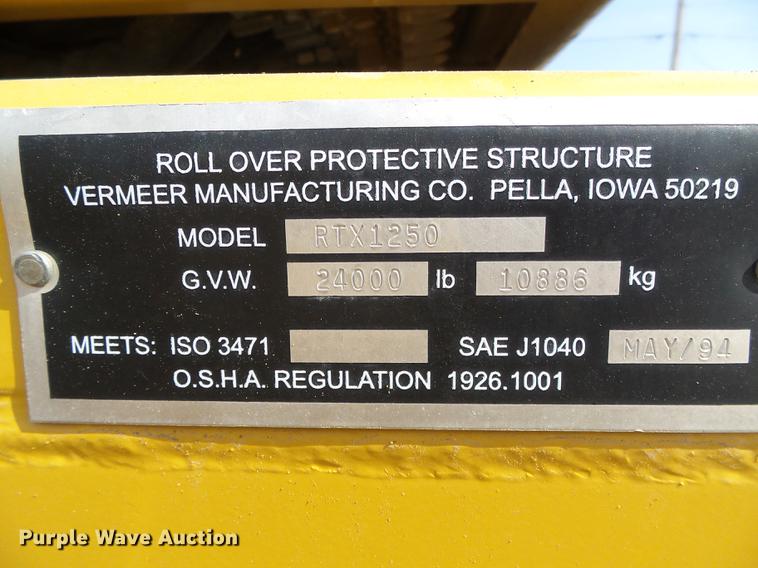 ROLL OVER PROTECTIVE STRUCTURE
VERMEER MANUFACTURING CO. PELLA, IOWA 50219
MODEL RTX1250
G.V.W. 24000 lb 10886 kg
MEETS: ISO 3471 SAE J1040 MAY/94
O.S.H.A. REGULATION 1926.1001
Purple Wave Auction